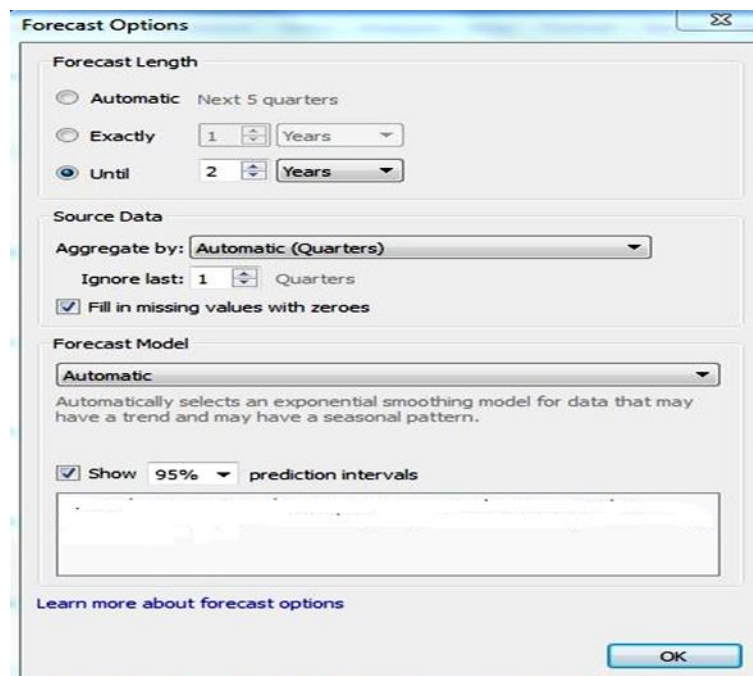 Forecast Options
Forecast Length
Automatic Next 5 quarters
Exactly 1 Years
Until 2 Years
Source Data
Aggregate by: Automatic (Quarters)
Ignore last: 1 Quarters
Fill in missing values with zeroes
Forecast Model
Automatic
Automatically selects an exponential smoothing model for data that may
have a trend and may have a seasonal pattern.
Show 95% prediction intervals
Learn more about forecast options
OK